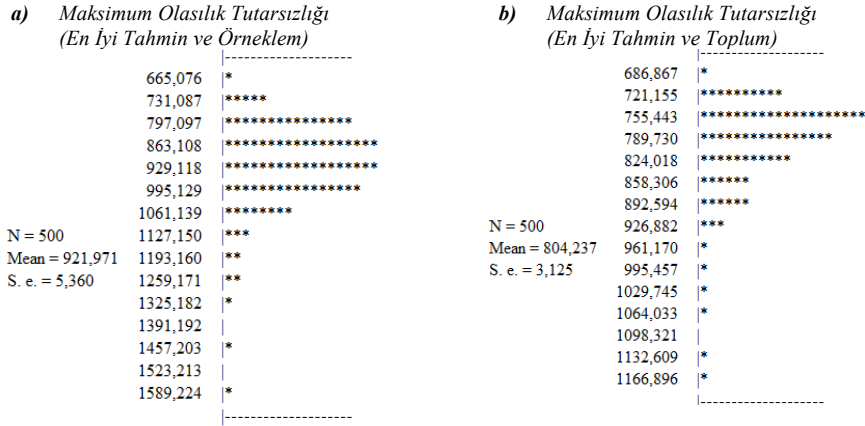 a) Maksimum Olasılık Tutarsızlığı
(En İyi Tahmin ve Örneklem)
|--------------------
665,076 |*
731,087 |*****
797,097 |***************
863,108 |******************
929,118 |******************
995,129 |****************
1061,139 |********
N = 500 1127,150 |***
Mean = 921,971 1193,160 |**
S. e. = 5,360 1259,171 |**
1325,182 |*
1391,192 |
1457,203 |*
1523,213 |
1589,224 |*
|--------------------
b) Maksimum Olasılık Tutarsızlığı
(En İyi Tahmin ve Toplum)
|--------------------
686,867 |*
721,155 |**********
755,443 |********************
789,730 |****************
824,018 |***********
858,306 |******
892,594 |******
N = 500 926,882 |***
Mean = 804,237 961,170 |*
S. e. = 3,125 995,457 |*
1029,745 |*
1064,033 |*
1098,321 |
1132,609 |*
1166,896 |*
|--------------------